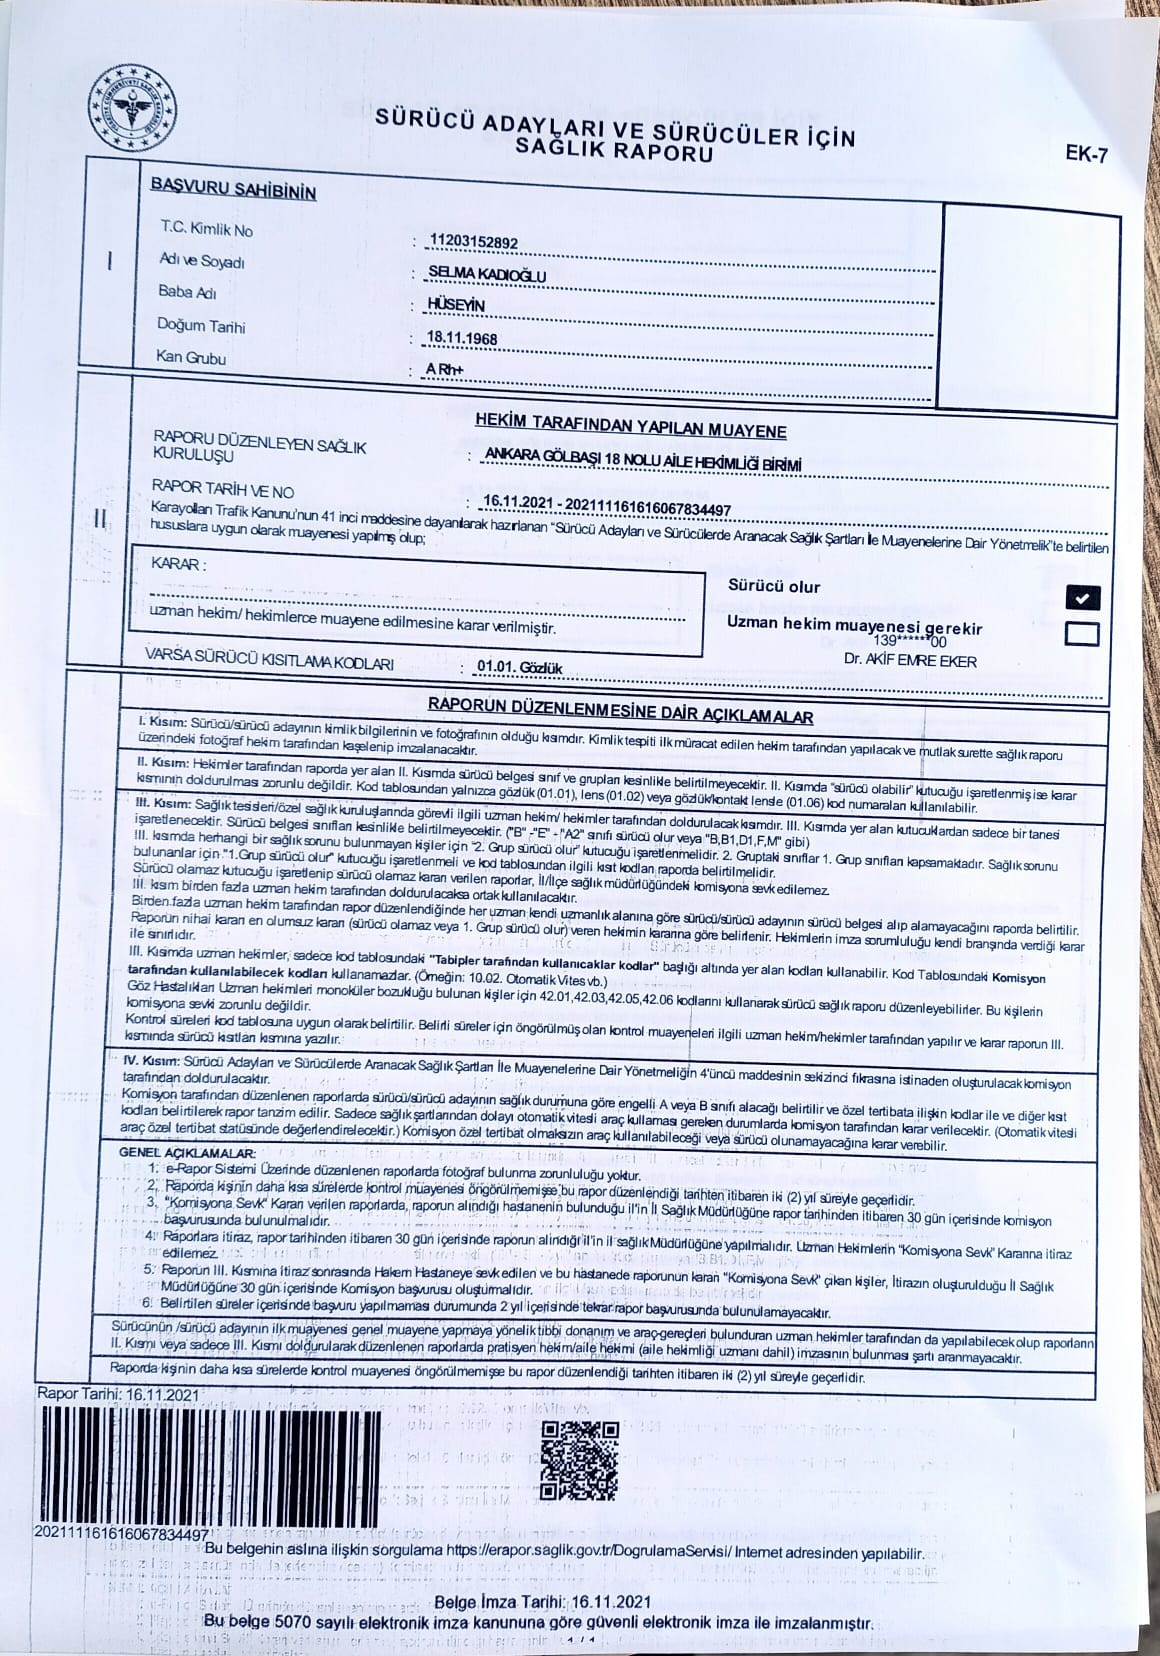 SÜRÜCÜ ADAYLARI VE SÜRÜCÜLER İÇİN
SAĞLIK RAPORU
EK-7
BAŞVURU SAHİBİNİN
I
T.C. Kimlik No : 11203152892
Adı ve Soyadı : SELMA KADIOĞLU
Baba Adı : HÜSEYİN
Doğum Tarihi : 18.11.1968
Kan Grubu : A Rh+
HEKİM TARAFINDAN YAPILAN MUAYENE
II
RAPORU DÜZENLEYEN SAĞLIK
KURULUŞU : ANKARA GÖLBAŞI 18 NOLU AİLE HEKİMLİĞİ BİRİMİ
RAPOR TARİH VE NO : 16.11.2021 - 202111161616067834497
Karayolları Trafik Kanunu'nun 41 inci maddesine dayanılarak hazırlanan "Sürücü Adayları ve Sürücülerde Aranacak Sağlık Şartları İle Muayenelerine Dair Yönetmelik"te belirtilen
hususlara uygun olarak muayenesi yapılmış olup;
KARAR :
uzman hekim/ hekimlerce muayene edilmesine karar verilmiştir.
Sürücü olur
Uzman hekim muayenesi gerekir
139******00
Dr. AKİF EMRE EKER
VARSA SÜRÜCÜ KISITLAMA KODLARI : 01.01. Gözlük
RAPORUN DÜZENLENMESİNE DAİR AÇIKLAMALAR
I. Kısım: Sürücü/sürücü adayının kimlik bilgilerinin ve fotoğrafının olduğu kısımdır. Kimlik tespiti ilk müracat edilen hekim tarafından yapılacak ve mutlak surette sağlık raporu
üzerindeki fotoğraf hekim tarafından kaşelenip imzalanacaktır.
II. Kısım: Hekimler tarafından raporda yer alan II. Kısımda sürücü belgesi sınıf ve grupları kesinlikle belirtilmeyecektir. II. Kısımda "sürücü olabilir" kutucuğu işaretlenmiş ise karar
kısmının doldurulması zorunlu değildir. Kod tablosundan yalnızca gözlük (01.01), lens (01.02) veya gözlük/kontakt lensle (01.06) kod numaraları kullanılabilir.
III. Kısım: Sağlık tesisleri/özel sağlık kuruluşlarında görevli ilgili uzman hekim/ hekimler tarafından doldurulacak kısımdır. III. Kısımda yer alan kutucuklardan sadece bir tanesi
işaretlenecektir. Sürücü belgesi sınıfları kesinlikle belirtilmeyecektir. ("B" -"E" - "A2" sınıfı sürücü olur veya "B,B1,D1,F,M" gibi)
III. kısımda herhangi bir sağlık sorunu bulunmayan kişiler için "2. Grup sürücü olur" kutucuğu işaretlenmelidir. 2. Gruptaki sınıflar 1. Grup sınıfları kapsamaktadır. Sağlık sorunu
bulunanlar için "1.Grup sürücü olur" kutucuğu işaretlenmeli ve kod tablosundan ilgili kısıt kodları raporda belirtilmelidir.
Sürücü olamaz kutucuğu işaretlenip sürücü olamaz kararı verilen raporlar, İl/İlçe sağlık müdürlüğündeki komisyona sevk edilemez.
III. kısım birden fazla uzman hekim tarafından doldurulacaksa ortak kullanılacaktır.
Birden fazla uzman hekim tarafından rapor düzenlendiğinde her uzman kendi uzmanlık alanına göre sürücü/sürücü adayının sürücü belgesi alıp alamayacağını raporda belirtilir.
Raporun nihai kararı en olumsuz kararı (sürücü olamaz veya 1. Grup sürücü olur) veren hekimin kararına göre belirlenir. Hekimlerin imza sorumluluğu kendi branşında verdiği karar
ile sınırlıdır.
III. Kısımda uzman hekimler, sadece kod tablosundaki "Tabipler tarafından kullanıcaklar kodlar" başlığı altında yer alan kodları kullanabilir. Kod Tablosundaki Komisyon
tarafından kullanılabilecek kodları kullanamazlar. (Örneğin: 10.02. Otomatik Vites vb.)
Göz Hastalıkları Uzman hekimleri monoküler bozukluğu bulunan kişiler için 42.01,42.03,42.05,42.06 kodlarını kullanarak sürücü sağlık raporu düzenleyebilirler. Bu kişilerin
komisyona sevki zorunlu değildir.
Kontrol süreleri kod tablosuna uygun olarak belirtilir. Belirli süreler için öngörülmüş olan kontrol muayeneleri ilgili uzman hekim/hekimler tarafından yapılır ve karar raporun III.
kısmında sürücü kısıtları kısmına yazılır.
IV. Kısım: Sürücü Adayları ve Sürücülerde Aranacak Sağlık Şartları İle Muayenelerine Dair Yönetmeliğin 4'üncü maddesinin sekizinci fıkrasına istinaden oluşturulacak komisyon
tarafından doldurulacaktır.
Komisyon tarafından düzenlenen raporlarda sürücü/sürücü adayının sağlık durumuna göre engelli A veya B sınıfı alacağı belirtilir ve özel tertibata ilişkin kodlar ile ve diğer kısıt
kodları belirtilerek rapor tanzim edilir. Sadece sağlık şartlarından dolayı otomatik vitesli araç kullaması gereken durumlarda komisyon tarafından karar verilecektir. (Otomatik vitesli
araç özel tertibat statüsünde değerlendirelecektir.) Komisyon özel tertibat olmaksızın araç kullanılabileceği veya sürücü olunamayacağına karar verebilir.
GENEL AÇIKLAMALAR:
1. e-Rapor Sistemi Üzerinde düzenlenen raporlarda fotoğraf bulunma zorunluluğu yoktur.
2. Raporda kişinin daha kısa sürelerde kontrol muayenesi öngörülmemişse bu rapor düzenlendiği tarihten itibaren iki (2) yıl süreyle geçerlidir.
3. "Komisyona Sevk" Kararı verilen raporlarda, raporun alındığı hastanenin bulunduğu il'in İl Sağlık Müdürlüğüne rapor tarihinden itibaren 30 gün içerisinde komisyon
başvurusunda bulunulmalıdır.
4. Raporlara itiraz, rapor tarihinden itibaren 30 gün içerisinde raporun alındığı il'in il sağlık Müdürlüğüne yapılmalıdır. Uzman Hekimlerin "Komisyona Sevk" Kararına itiraz
edilemez.
5. Raporun III. Kısmına İtiraz sonrasında Hakem Hastaneye sevk edilen ve bu hastanede raporunun kararı "Komisyona Sevk" çıkan kişiler, İtirazın oluşturulduğu İl Sağlık
Müdürlüğüne 30 gün içerisinde Komisyon başvurusu oluşturmalıdır.
6. Belirtilen süreler içerisinde başvuru yapılmaması durumunda 2 yıl içerisinde tekrar rapor başvurusunda bulunulamayacaktır.
Sürücünün /sürücü adayının ilk muayenesi genel muayene yapmaya yönelik tıbbi donanım ve araç-gereçleri bulunduran uzman hekimler tarafından da yapılabilecek olup raporların
II. Kısmı veya sadece III. Kısmı doldurularak düzenlenen raporlarda pratisyen hekim/aile hekimi (aile hekimliği uzmanı dahil) imzasının bulunması şartı aranmayacaktır.
Raporda kişinin daha kısa sürelerde kontrol muayenesi öngörülmemişse bu rapor düzenlendiği tarihten itibaren iki (2) yıl süreyle geçerlidir.
Rapor Tarihi: 16.11.2021
202111161616067834497
Bu belgenin aslına ilişkin sorgulama https://erapor.saglik.gov.tr/DogrulamaServisi/ Internet adresinden yapılabilir.
Belge İmza Tarihi: 16.11.2021
Bu belge 5070 sayılı elektronik imza kanununa göre güvenli elektronik imza ile imzalanmıştır.
1 / 1